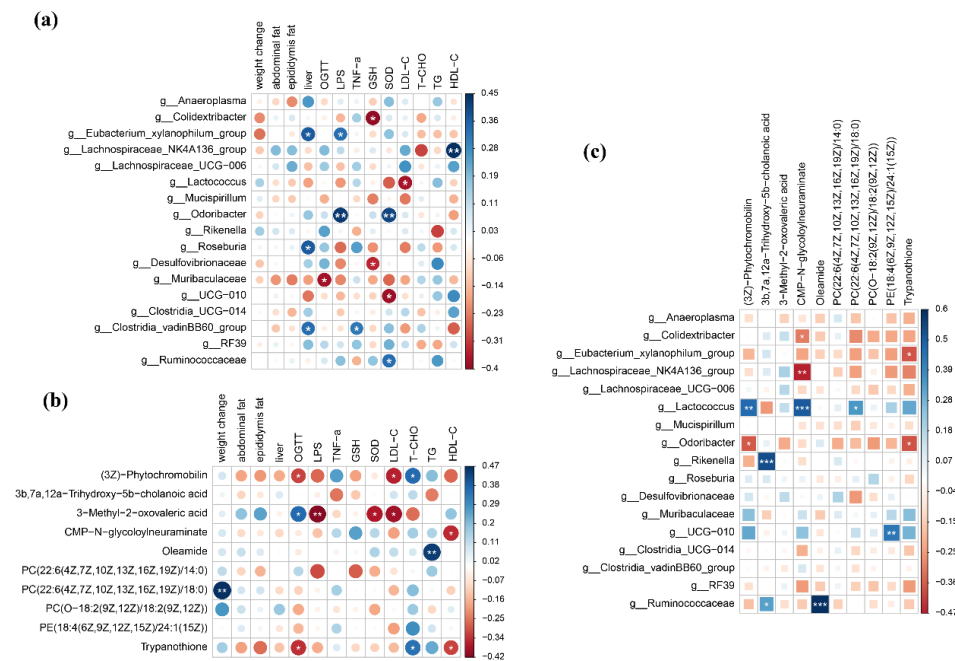 (a)
weight change
abdominal fat
epididymis fat
liver
OGTT
LPS
TNF−a
GSH
SOD
LDL−C
T−CHO
TG
HDL−C
g__Anaeroplasma
g__Colidextribacter
g__Eubacterium_xylanophilum_group
g__Lachnospiraceae_NK4A136_group
g__Lachnospiraceae_UCG−006
g__Lactococcus
g__Mucispirillum
g__Odoribacter
g__Rikenella
g__Roseburia
g__Desulfovibrionaceae
g__Muribaculaceae
g__UCG−010
g__Clostridia_UCG−014
g__Clostridia_vadinBB60_group
g__RF39
g__Ruminococcaceae
0.45
0.36
0.28
0.2
0.11
0.02
−0.06
−0.14
−0.23
−0.31
−0.4
(b)
weight change
abdominal fat
epididymis fat
liver
OGTT
LPS
TNF−a
GSH
SOD
LDL−C
T−CHO
TG
HDL−C
(3Z)−Phytochromobilin
3b,7a,12a−Trihydroxy−5b−cholanoic acid
3−Methyl−2−oxovaleric acid
CMP−N−glycoloylneuraminate
Oleamide
PC(22:6(4Z,7Z,10Z,13Z,16Z,19Z)/14:0)
PC(22:6(4Z,7Z,10Z,13Z,16Z,19Z)/18:0)
PC(O−18:2(9Z,12Z)/18:2(9Z,12Z))
PE(18:4(6Z,9Z,12Z,15Z)/24:1(15Z))
Trypanothione
0.47
0.38
0.29
0.2
0.11
0.02
−0.07
−0.16
−0.25
−0.34
−0.42
(c)
(3Z)−Phytochromobilin
3b,7a,12a−Trihydroxy−5b−cholanoic acid
3−Methyl−2−oxovaleric acid
CMP−N−glycoloylneuraminate
Oleamide
PC(22:6(4Z,7Z,10Z,13Z,16Z,19Z)/14:0)
PC(22:6(4Z,7Z,10Z,13Z,16Z,19Z)/18:0)
PC(O−18:2(9Z,12Z)/18:2(9Z,12Z))
PE(18:4(6Z,9Z,12Z,15Z)/24:1(15Z))
Trypanothione
g__Anaeroplasma
g__Colidextribacter
g__Eubacterium_xylanophilum_group
g__Lachnospiraceae_NK4A136_group
g__Lachnospiraceae_UCG−006
g__Lactococcus
g__Mucispirillum
g__Odoribacter
g__Rikenella
g__Roseburia
g__Desulfovibrionaceae
g__Muribaculaceae
g__UCG−010
g__Clostridia_UCG−014
g__Clostridia_vadinBB60_group
g__RF39
g__Ruminococcaceae
0.6
0.49
0.39
0.28
0.18
0.07
−0.04
−0.15
−0.25
−0.36
−0.47